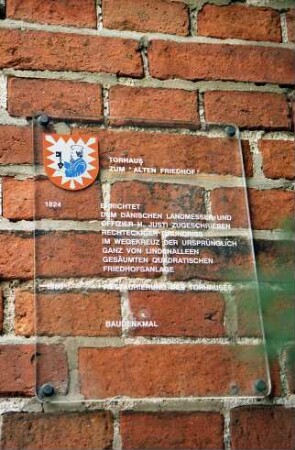 TORHAUS
ZUM "ALTEN FRIEDHOF"
1824 ERRICHTET
DEM DÄNISCHEN LANDMESSER UND
OFFIZIER H. JUSTI ZUGESCHRIEBEN
RECHTECKIGER GRUNDRISS
IM WEGEKREUZ DER URSPRÜNGLICH
GANZ VON LINDENALLEEN
GESÄUMTEN QUADRATISCHEN
FRIEDHOFSANLAGE
RESTAURIERUNG DES TORHAUSES
BAUDENKMAL